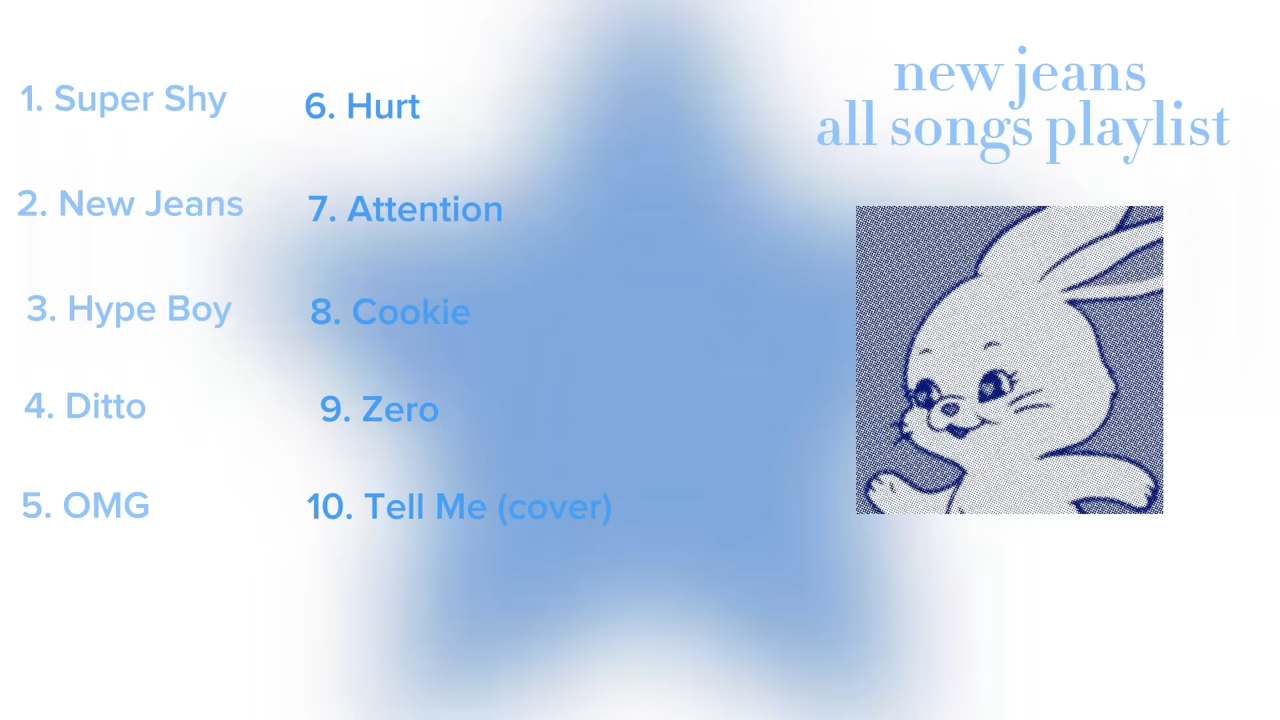 new jeans
all songs playlist
1. Super Shy
2. New Jeans
3. Hype Boy
4. Ditto
5. OMG
6. Hurt
7. Attention
8. Cookie
9. Zero
10. Tell Me (cover)